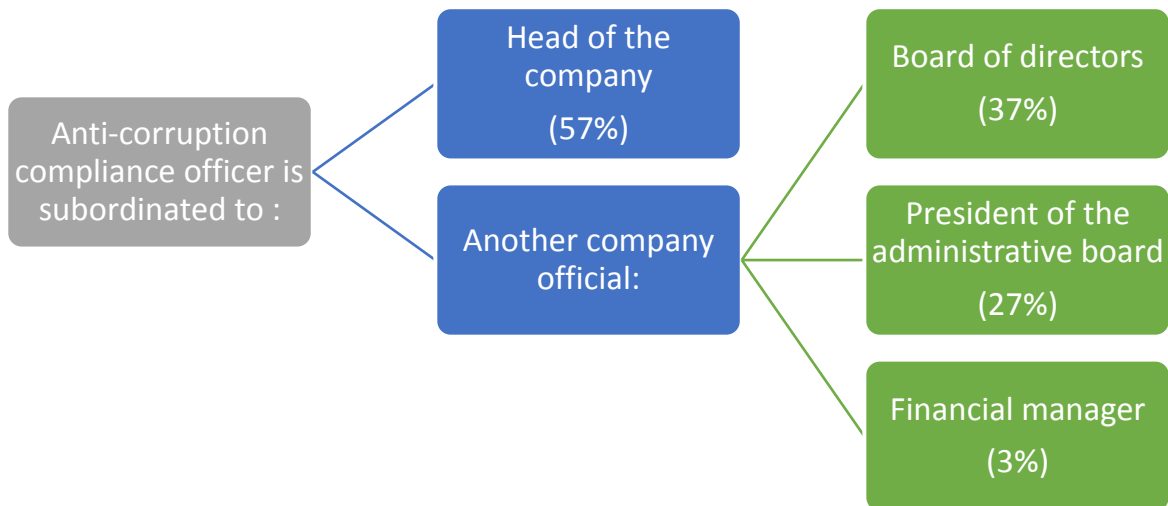 Anti-corruption
compliance officer is
subordinated to :
Head of the
company
(57%)
Another company
official:
Board of directors
(37%)
President of the
administrative board
(27%)
Financial manager
(3%)